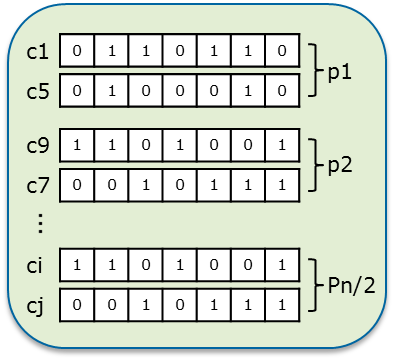 c1 0 1 1 0 1 1 0
p1
c5 0 1 0 0 0 1 0
c9 1 1 0 1 0 0 1
p2
c7 0 0 1 0 1 1 1
⋮
ci 1 1 0 1 0 0 1
Pn/2
cj 0 0 1 0 1 1 1